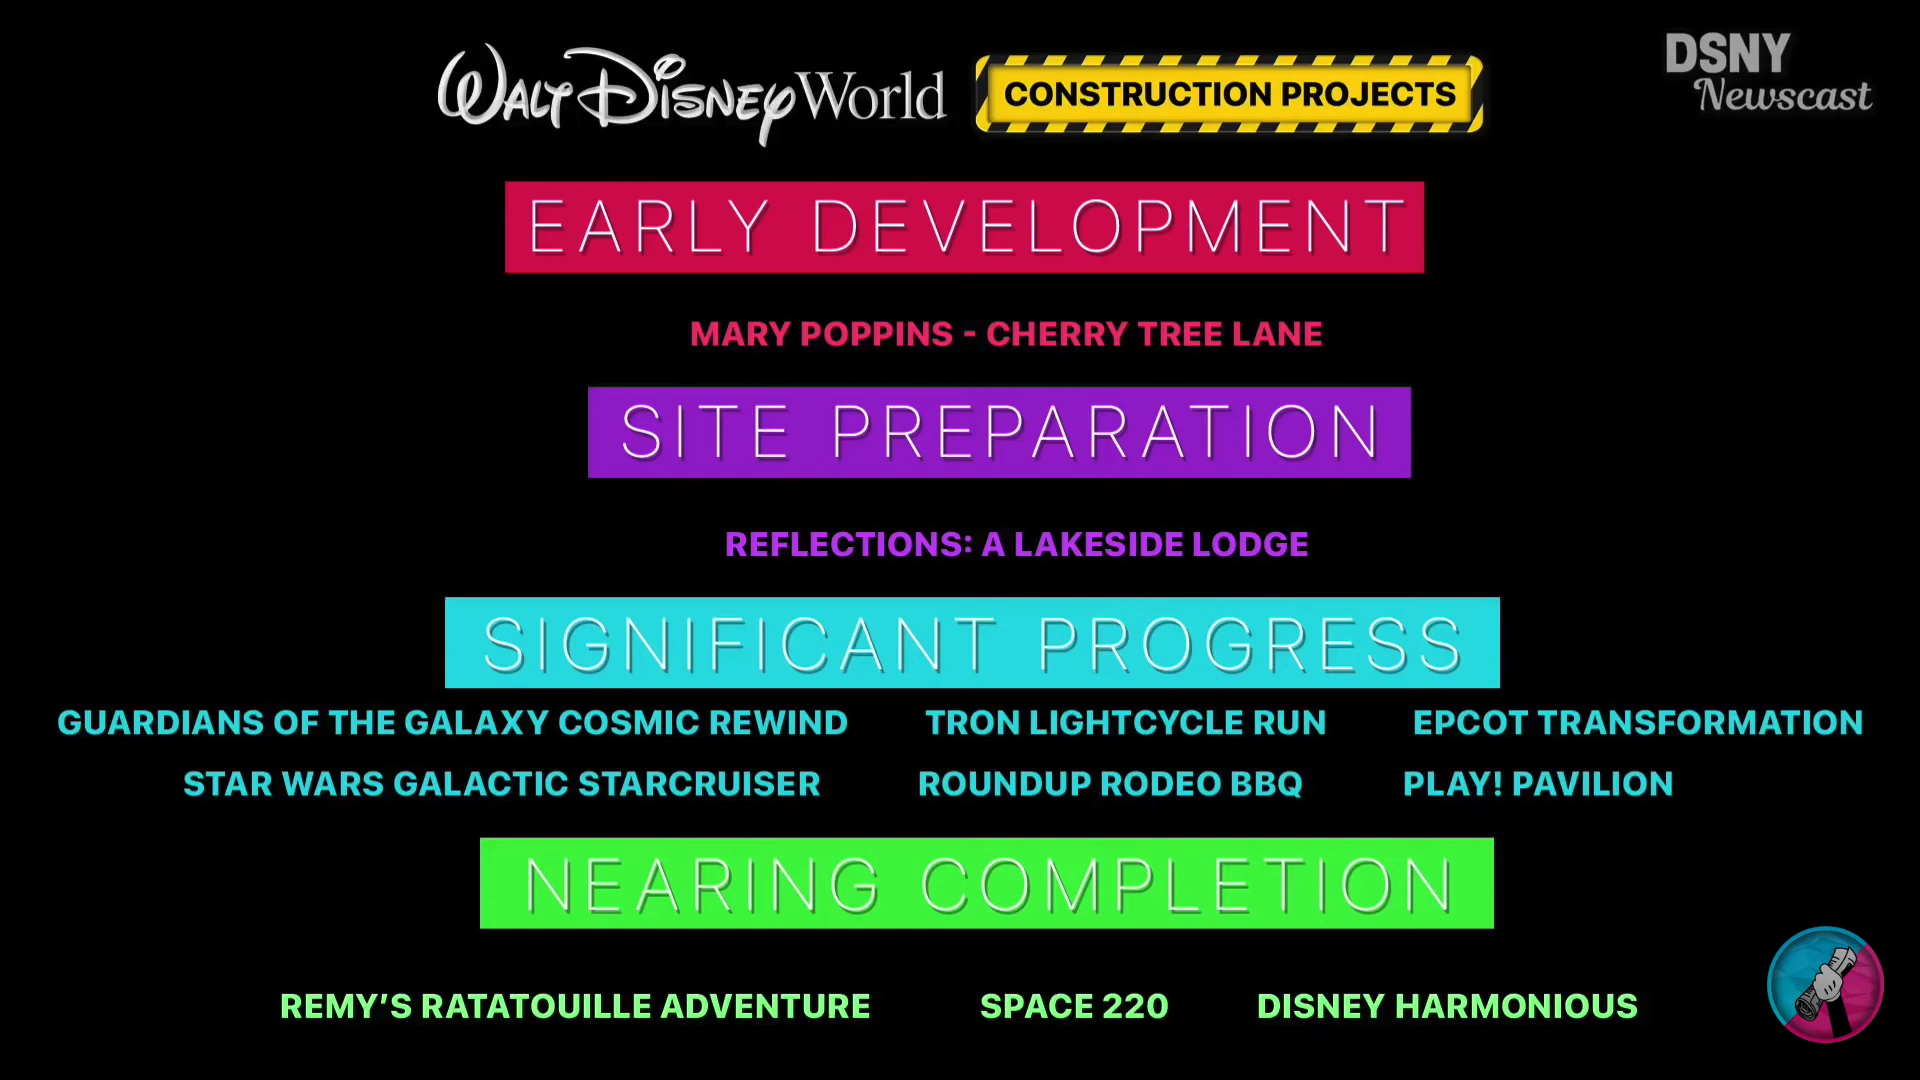 WALT DISNEY World CONSTRUCTION PROJECTS
DSNY
Newscast
EARLY DEVELOPMENT
MARY POPPINS - CHERRY TREE LANE
SITE PREPARATION
REFLECTIONS: A LAKESIDE LODGE
SIGNIFICANT PROGRESS
GUARDIANS OF THE GALAXY COSMIC REWIND TRON LIGHTCYCLE RUN EPCOT TRANSFORMATION
STAR WARS GALACTIC STARCRUISER ROUNDUP RODEO BBQ PLAY! PAVILION
NEARING COMPLETION
REMY’S RATATOUILLE ADVENTURE SPACE 220 DISNEY HARMONIOUS